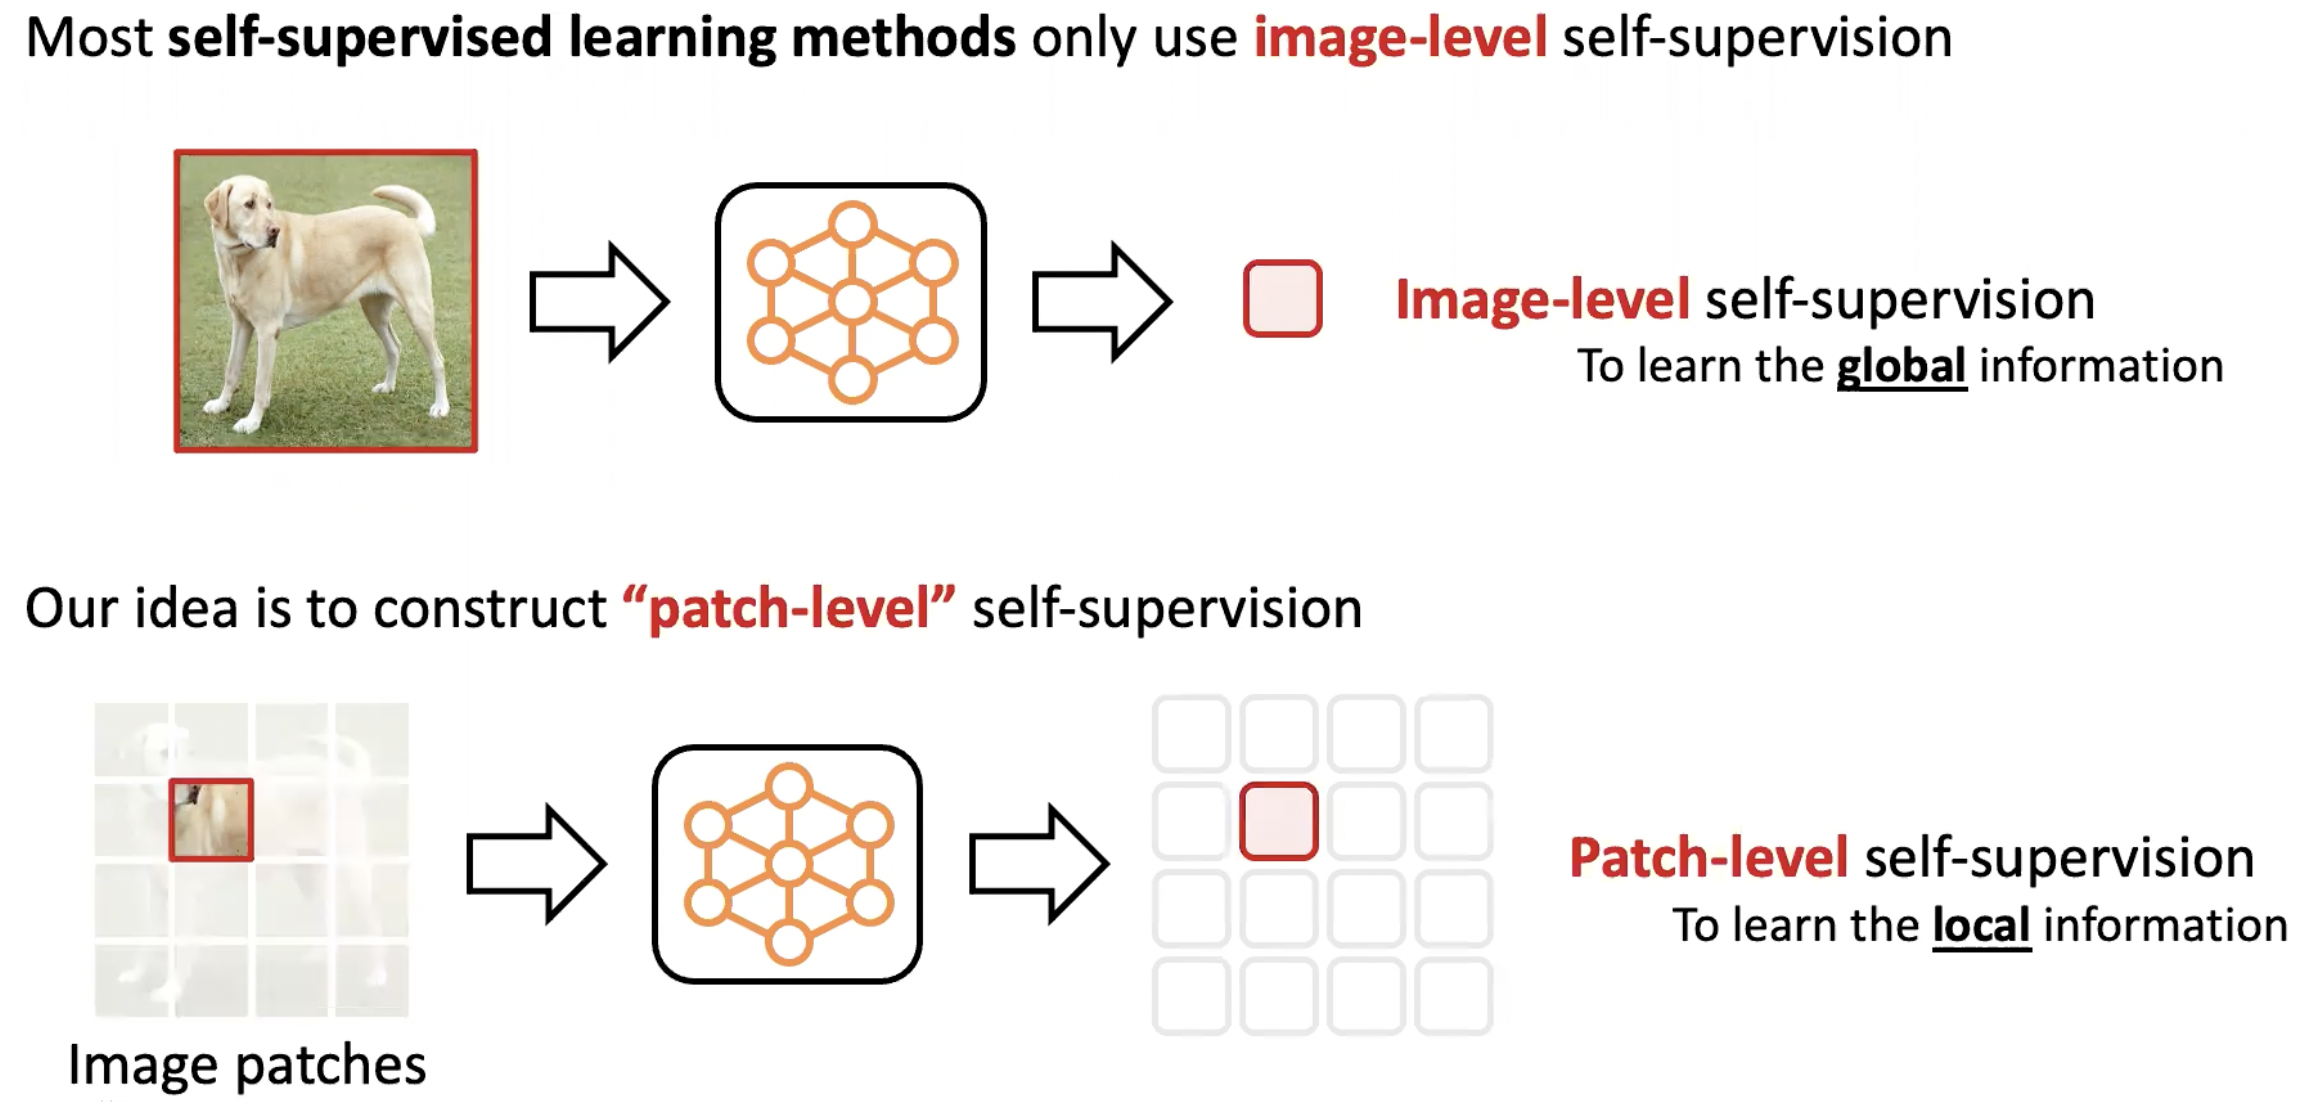 Most self-supervised learning methods only use image-level self-supervision
Image-level self-supervision
To learn the global information
Our idea is to construct “patch-level” self-supervision
Patch-level self-supervision
To learn the local information
Image patches